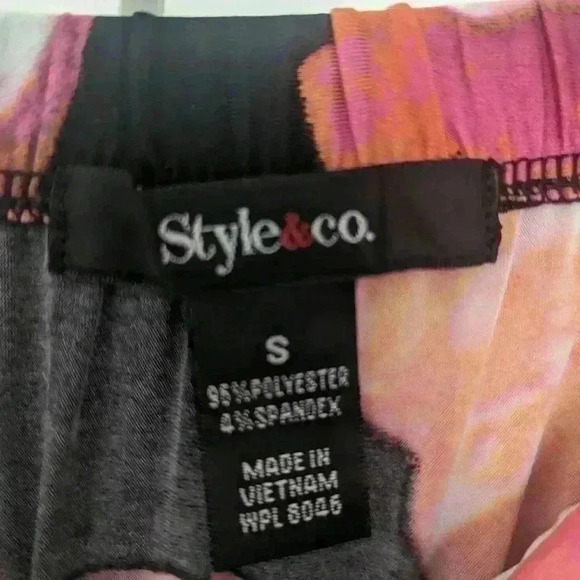 Style&co.
S
96%POLYESTER
4%SPANDEX
MADE IN
VIETNAM
WPL 8046